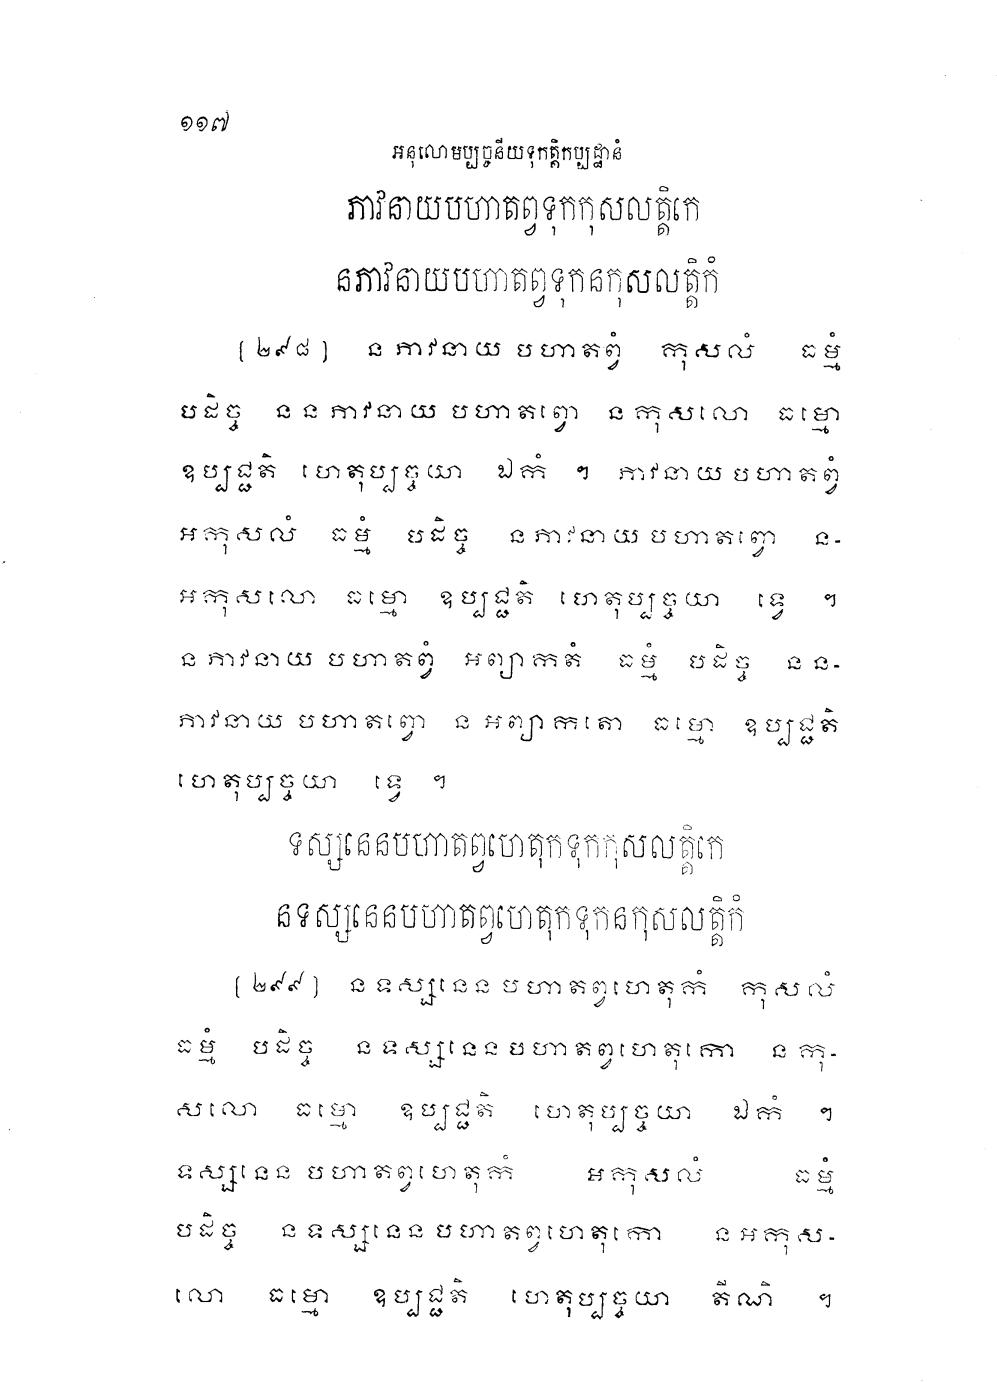 ១១៧
អនុលោមប្បច្ចនីយទុកត្តិកប្បដ្ឋានំ
ភាវនាយបហាតព្វទុកកុសលត្តិកេ
នភាវនាយបហាតព្វទុកនកុសលត្តិកំ
[២៩៨] ន ភាវនាយ បហាតព្វំ កុសលំ ធម្មំ
បដិច្ច ន ន ភាវនាយ បហាតព្វោ ន កុសលោ ធម្មោ
ឧប្បជ្ជតិ ហេតុប្បច្ចយា ឯកំ ។ ភាវនាយ បហាតព្វំ
អកុសលំ ធម្មំ បដិច្ច ន ភាវនាយ បហាតព្វោ ន-
អកុសលោ ធម្មោ ឧប្បជ្ជតិ ហេតុប្បច្ចយា ទ្វេ ។
ន ភាវនាយ បហាតព្វំ អព្យាកតំ ធម្មំ បដិច្ច ន ន-
ភាវនាយ បហាតព្វោ ន អព្យាកតោ ធម្មោ ឧប្បជ្ជតិ
ហេតុប្បច្ចយា ទ្វេ ។
ទស្សនេនបហាតព្វហេតុកទុកកុសលត្តិកេ
នទស្សនេនបហាតព្វហេតុកទុកនកុសលត្តិកំ
[២៩៩] ន ទស្សនេន បហាតព្វហេតុកំ កុសលំ
ធម្មំ បដិច្ច ន ទស្សនេន បហាតព្វហេតុកោ ន កុ-
សលោ ធម្មោ ឧប្បជ្ជតិ ហេតុប្បច្ចយា ឯកំ ។
ទស្សនេន បហាតព្វហេតុកំ អកុសលំ ធម្មំ
បដិច្ច ន ទស្សនេន បហាតព្វហេតុកោ ន អកុស-
លោ ធម្មោ ឧប្បជ្ជតិ ហេតុប្បច្ចយា តីណិ ។